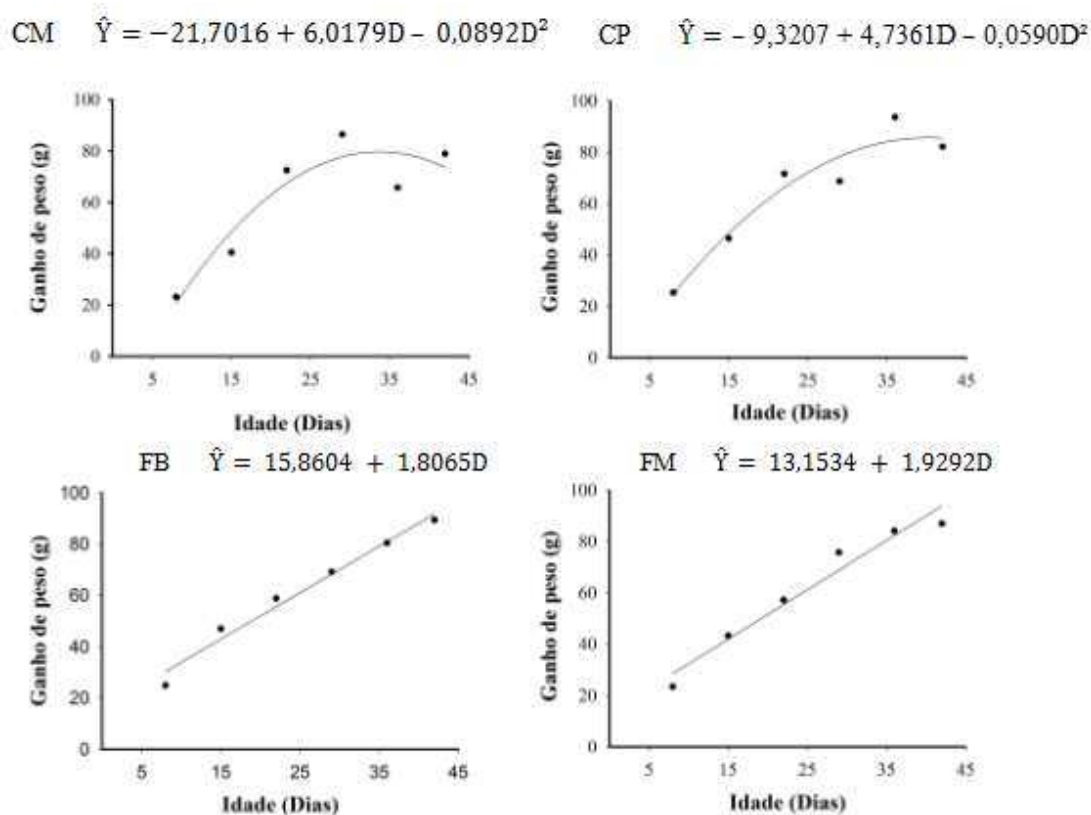 CM Ŷ = −21,7016 + 6,0179D – 0,0892D²
CP Ŷ = – 9,3207 + 4,7361D – 0,0590D²
Ganho de peso (g)
100
80
60
40
20
0
5 15 25 35 45
Idade (Dias)
Ganho de peso (g)
100
80
60
40
20
0
5 15 25 35 45
Idade (Dias)
FB Ŷ = 15,8604 + 1,8065D
FM Ŷ = 13,1534 + 1,9292D
Ganho de peso (g)
100
80
60
40
20
0
5 15 25 35 45
Idade (Dias)
Ganho de peso (g)
100
80
60
40
20
0
5 15 25 35 45
Idade (Dias)